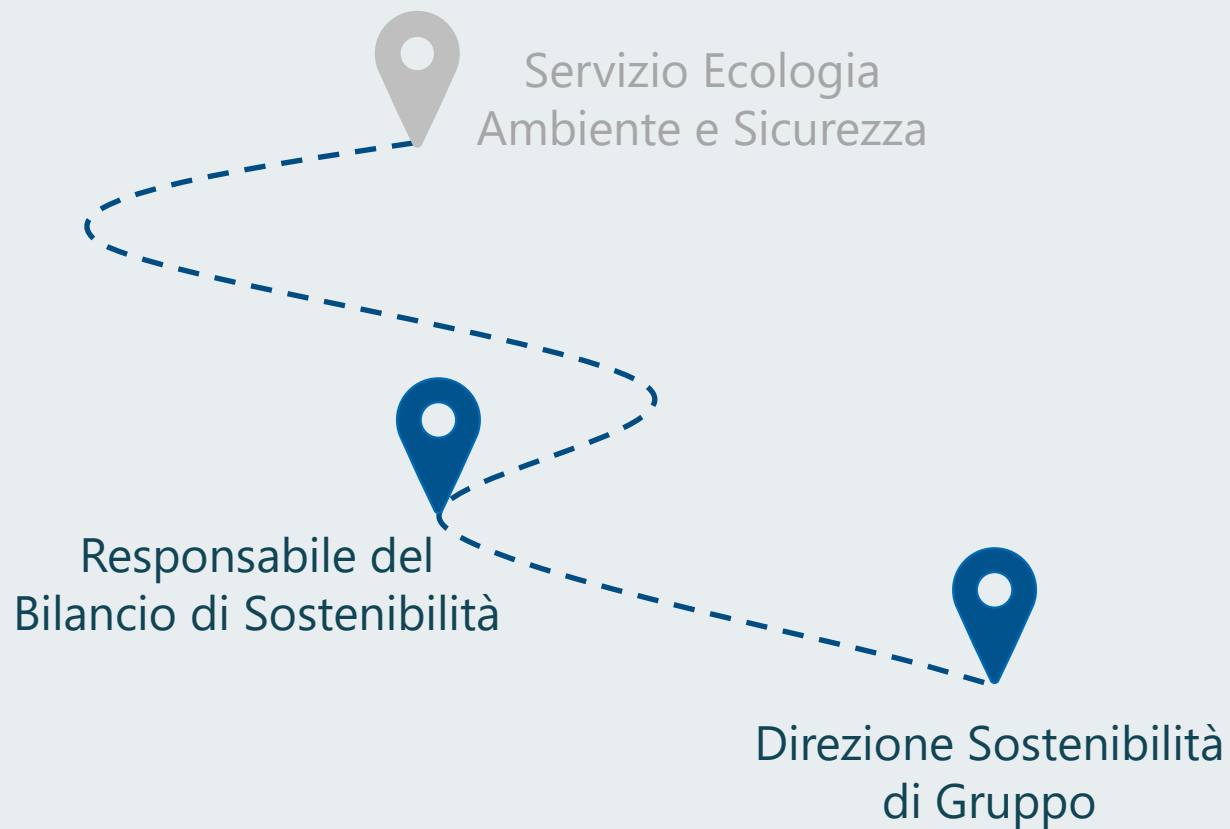 Servizio Ecologia
Ambiente e Sicurezza
Responsabile del
Bilancio di Sostenibilità
Direzione Sostenibilità
di Gruppo